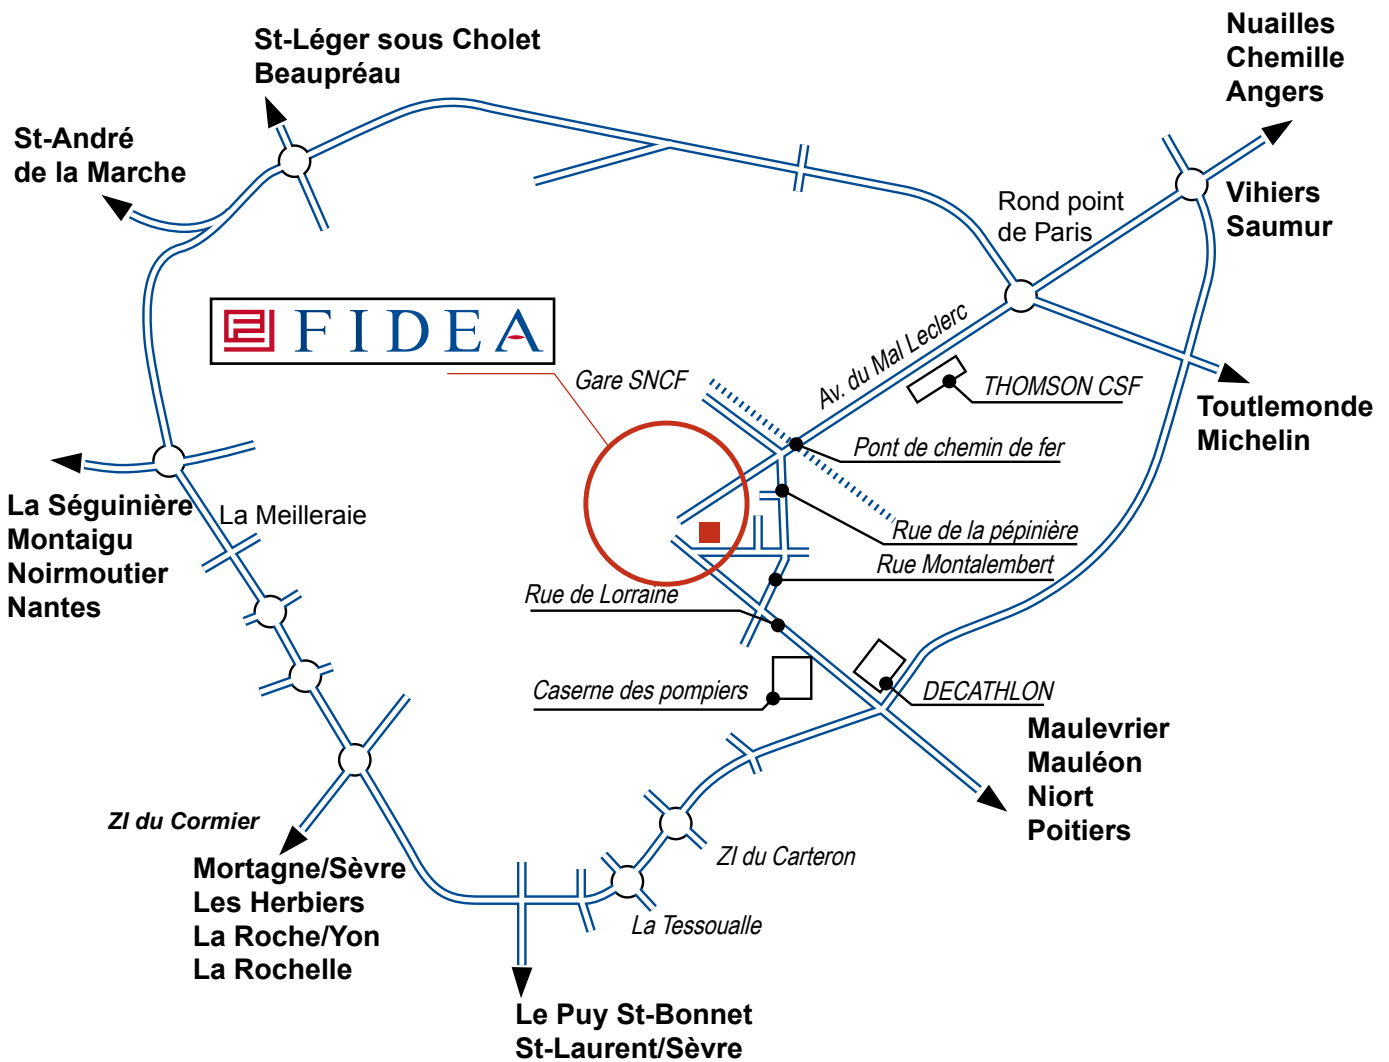 Nuailles
Chemille
Angers
St-Léger sous Cholet
Beaupréau
St-André
de la Marche
Rond point
de Paris
Vihiers
Saumur
FIDEA
Gare SNCF
Av. du Mal Leclerc
THOMSON CSF
Toutlemonde
Michelin
Pont de chemin de fer
La Séguinière
Montaigu
Noirmoutier
Nantes
La Meilleraie
Rue de la pépinière
Rue Montalembert
Rue de Lorraine
Caserne des pompiers
DECATHLON
Maulevrier
Mauléon
Niort
Poitiers
ZI du Cormier
Mortagne/Sèvre
Les Herbiers
La Roche/Yon
La Rochelle
ZI du Carteron
La Tessoualle
Le Puy St-Bonnet
St-Laurent/Sèvre